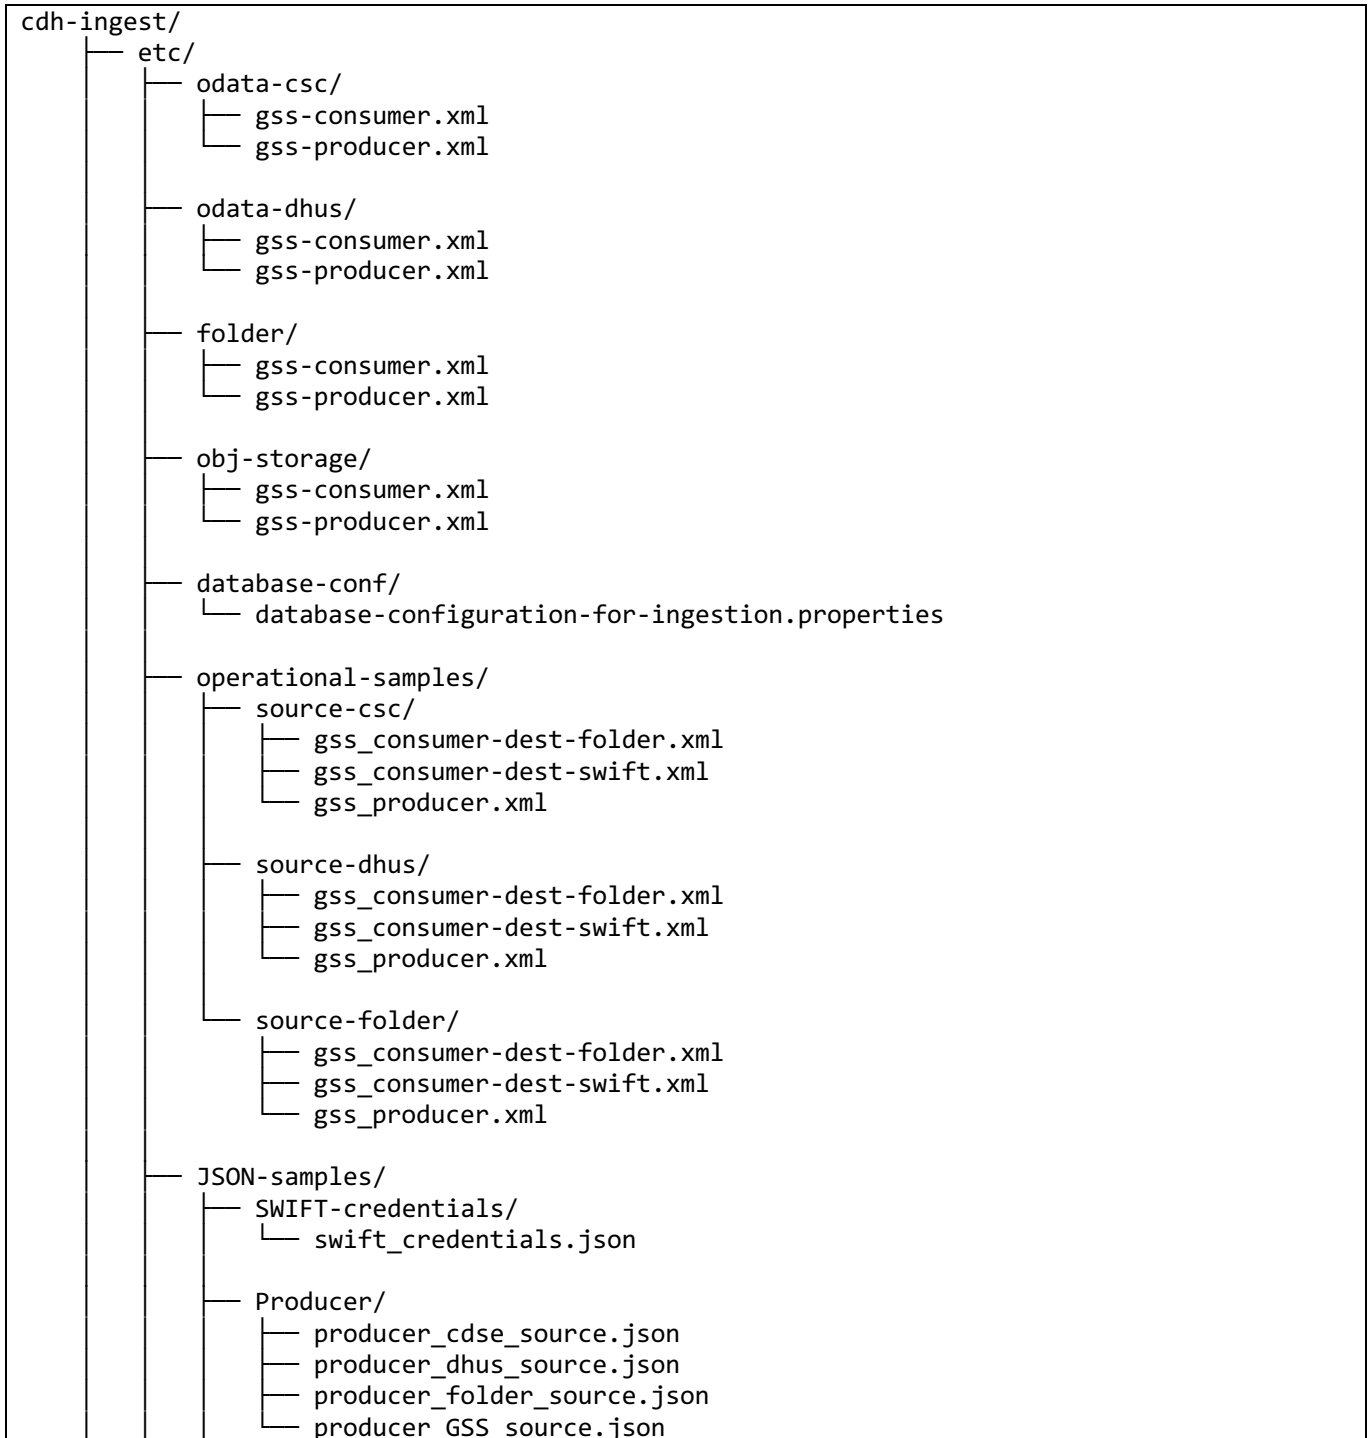 cdh-ingest/
├── etc/
│   ├── odata-csc/
│   │   ├── gss-consumer.xml
│   │   └── gss-producer.xml
│   │
│   ├── odata-dhus/
│   │   ├── gss-consumer.xml
│   │   └── gss-producer.xml
│   │
│   ├── folder/
│   │   ├── gss-consumer.xml
│   │   └── gss-producer.xml
│   │
│   ├── obj-storage/
│   │   ├── gss-consumer.xml
│   │   └── gss-producer.xml
│   │
│   ├── database-conf/
│   │   └── database-configuration-for-ingestion.properties
│   │
│   ├── operational-samples/
│   │   ├── source-csc/
│   │   │   ├── gss_consumer-dest-folder.xml
│   │   │   ├── gss_consumer-dest-swift.xml
│   │   │   └── gss_producer.xml
│   │   │
│   │   ├── source-dhus/
│   │   │   ├── gss_consumer-dest-folder.xml
│   │   │   ├── gss_consumer-dest-swift.xml
│   │   │   └── gss_producer.xml
│   │   │
│   │   └── source-folder/
│   │       ├── gss_consumer-dest-folder.xml
│   │       ├── gss_consumer-dest-swift.xml
│   │       └── gss_producer.xml
│   │
│   ├── JSON-samples/
│   │   ├── SWIFT-credentials/
│   │   │   └── swift_credentials.json
│   │   │
│   │   ├── Producer/
│   │   │   ├── producer_cdse_source.json
│   │   │   ├── producer_dhus_source.json
│   │   │   ├── producer_folder_source.json
│   │   │   └── producer_GSS_source.json